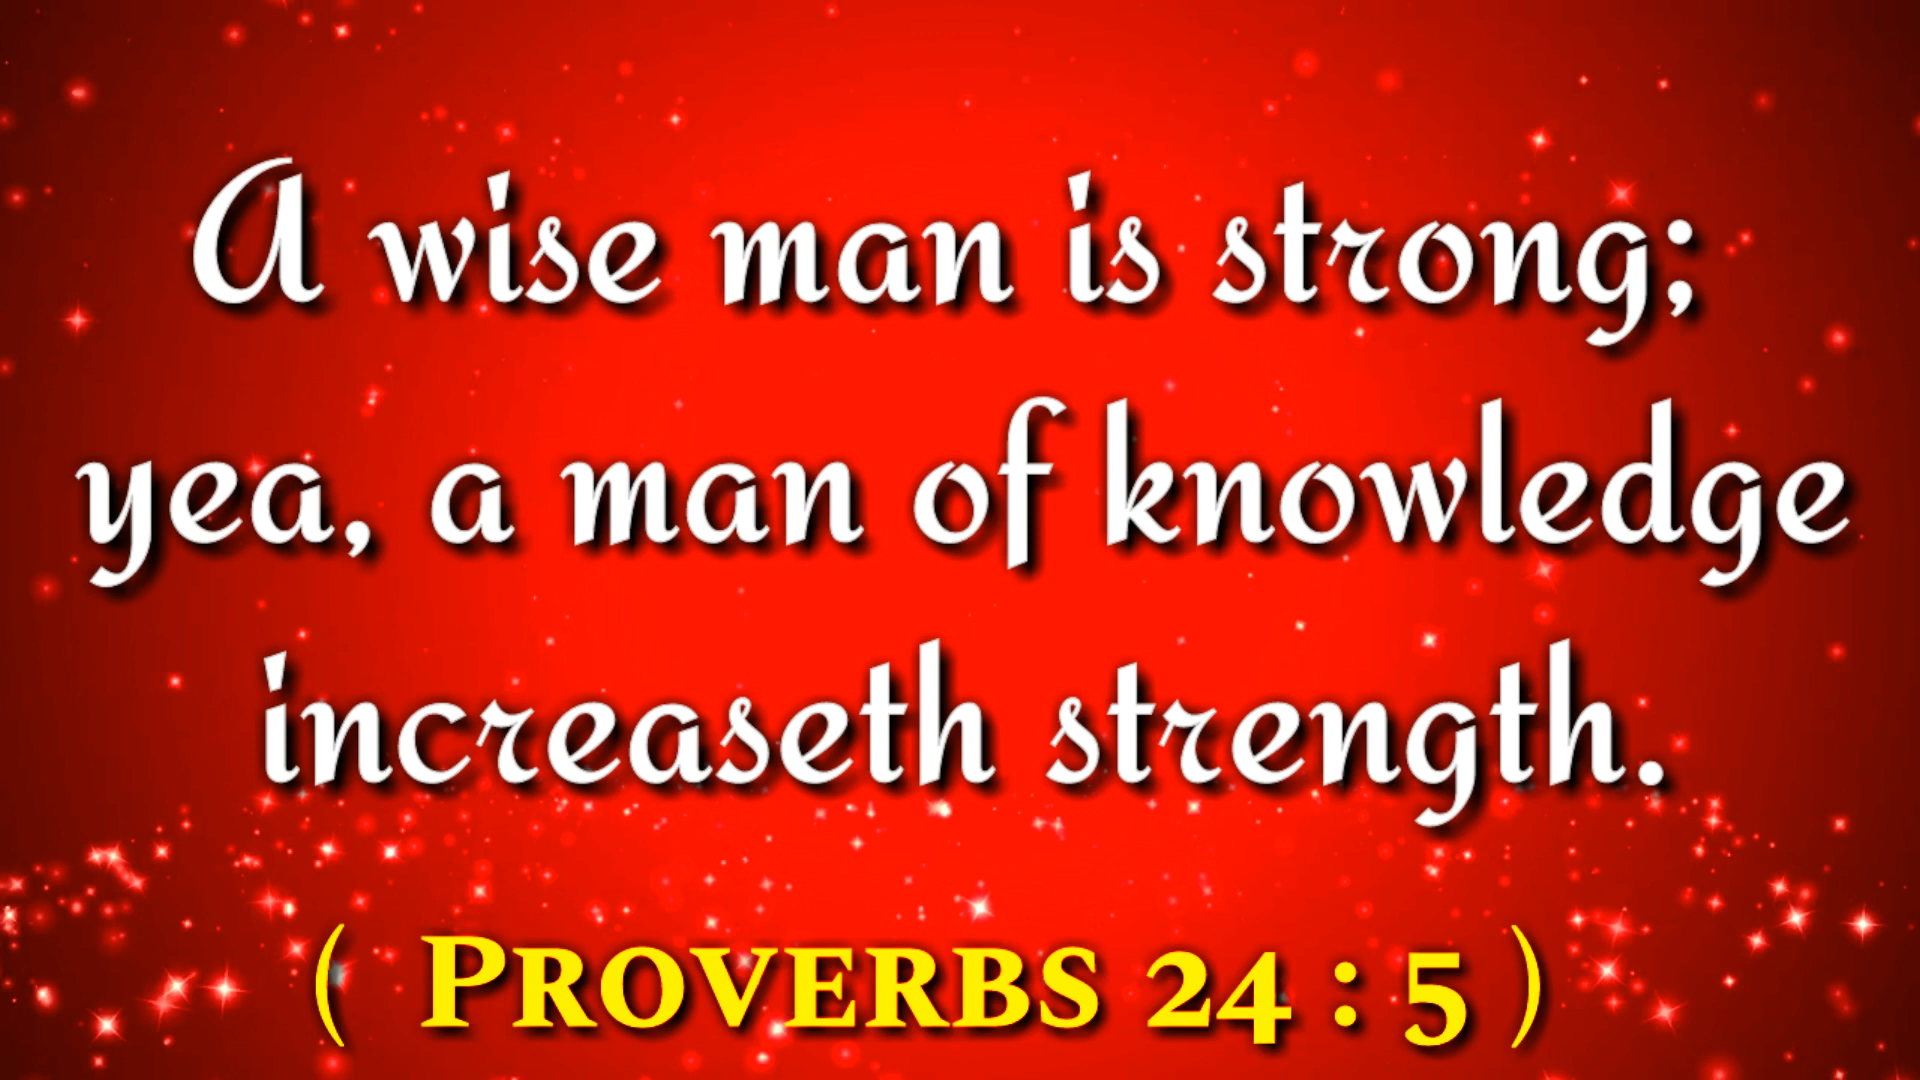 A wise man is strong;
yea, a man of knowledge
increaseth strength.
( Proverbs 24 : 5 )